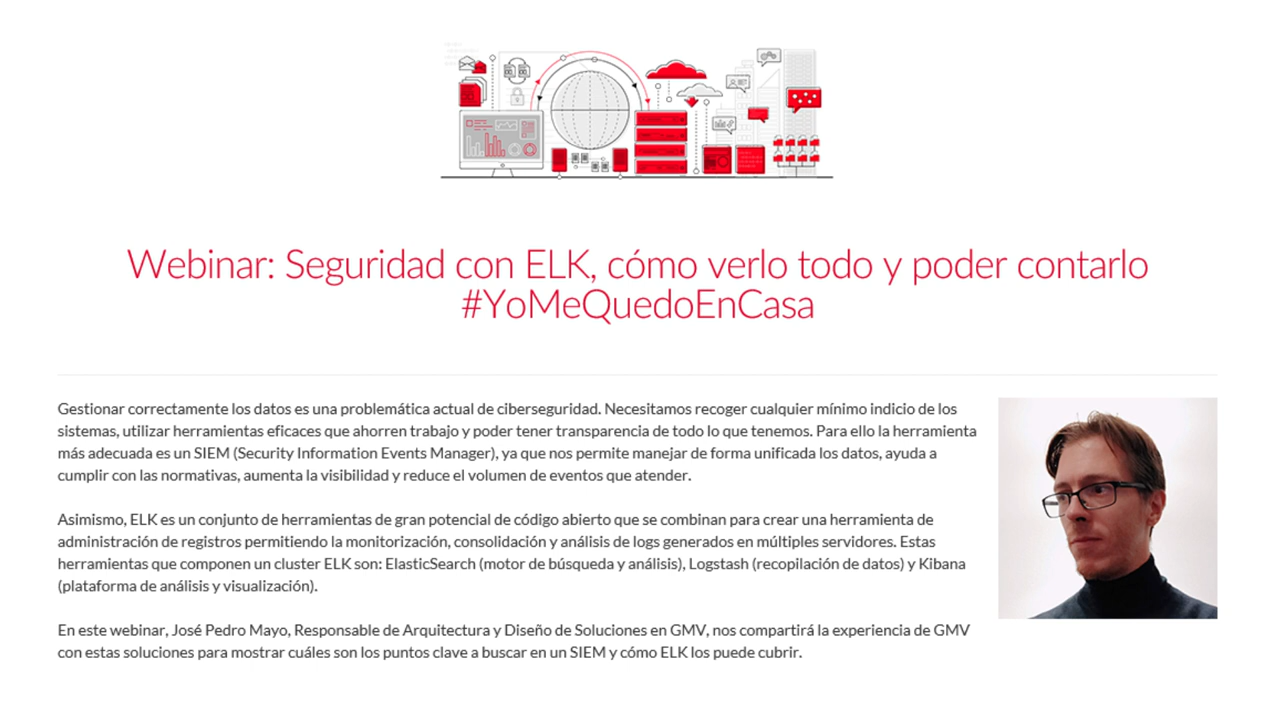 Webinar: Seguridad con ELK, cómo verlo todo y poder contarlo
#YoMeQuedoEnCasa
Gestionar correctamente los datos es una problemática actual de ciberseguridad. Necesitamos recoger cualquier mínimo indicio de los
sistemas, utilizar herramientas eficaces que ahorren trabajo y poder tener transparencia de todo lo que tenemos. Para ello la herramienta
más adecuada es un SIEM (Security Information Events Manager), ya que nos permite manejar de forma unificada los datos, ayuda a
cumplir con las normativas, aumenta la visibilidad y reduce el volumen de eventos que atender.
Asimismo, ELK es un conjunto de herramientas de gran potencial de código abierto que se combinan para crear una herramienta de
administración de registros permitiendo la monitorización, consolidación y análisis de logs generados en múltiples servidores. Estas
herramientas que componen un cluster ELK son: ElasticSearch (motor de búsqueda y análisis), Logstash (recopilación de datos) y Kibana
(plataforma de análisis y visualización).
En este webinar, José Pedro Mayo, Responsable de Arquitectura y Diseño de Soluciones en GMV, nos compartirá la experiencia de GMV
con estas soluciones para mostrar cuáles son los puntos clave a buscar en un SIEM y cómo ELK los puede cubrir.